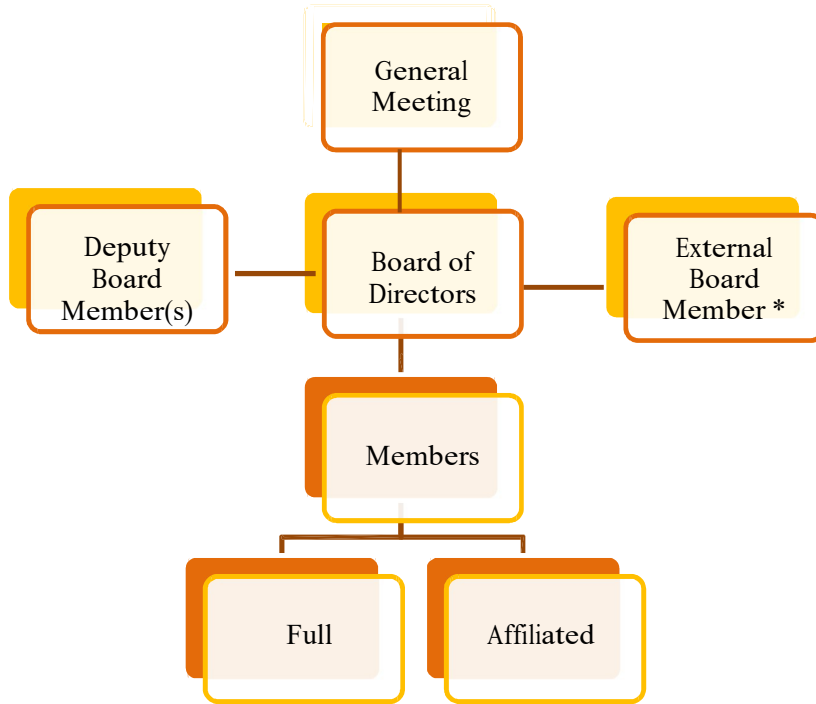 General
Meeting
Deputy
Board
Member(s)
Board of
Directors
External
Board
Member *
Members
Full
Affiliated